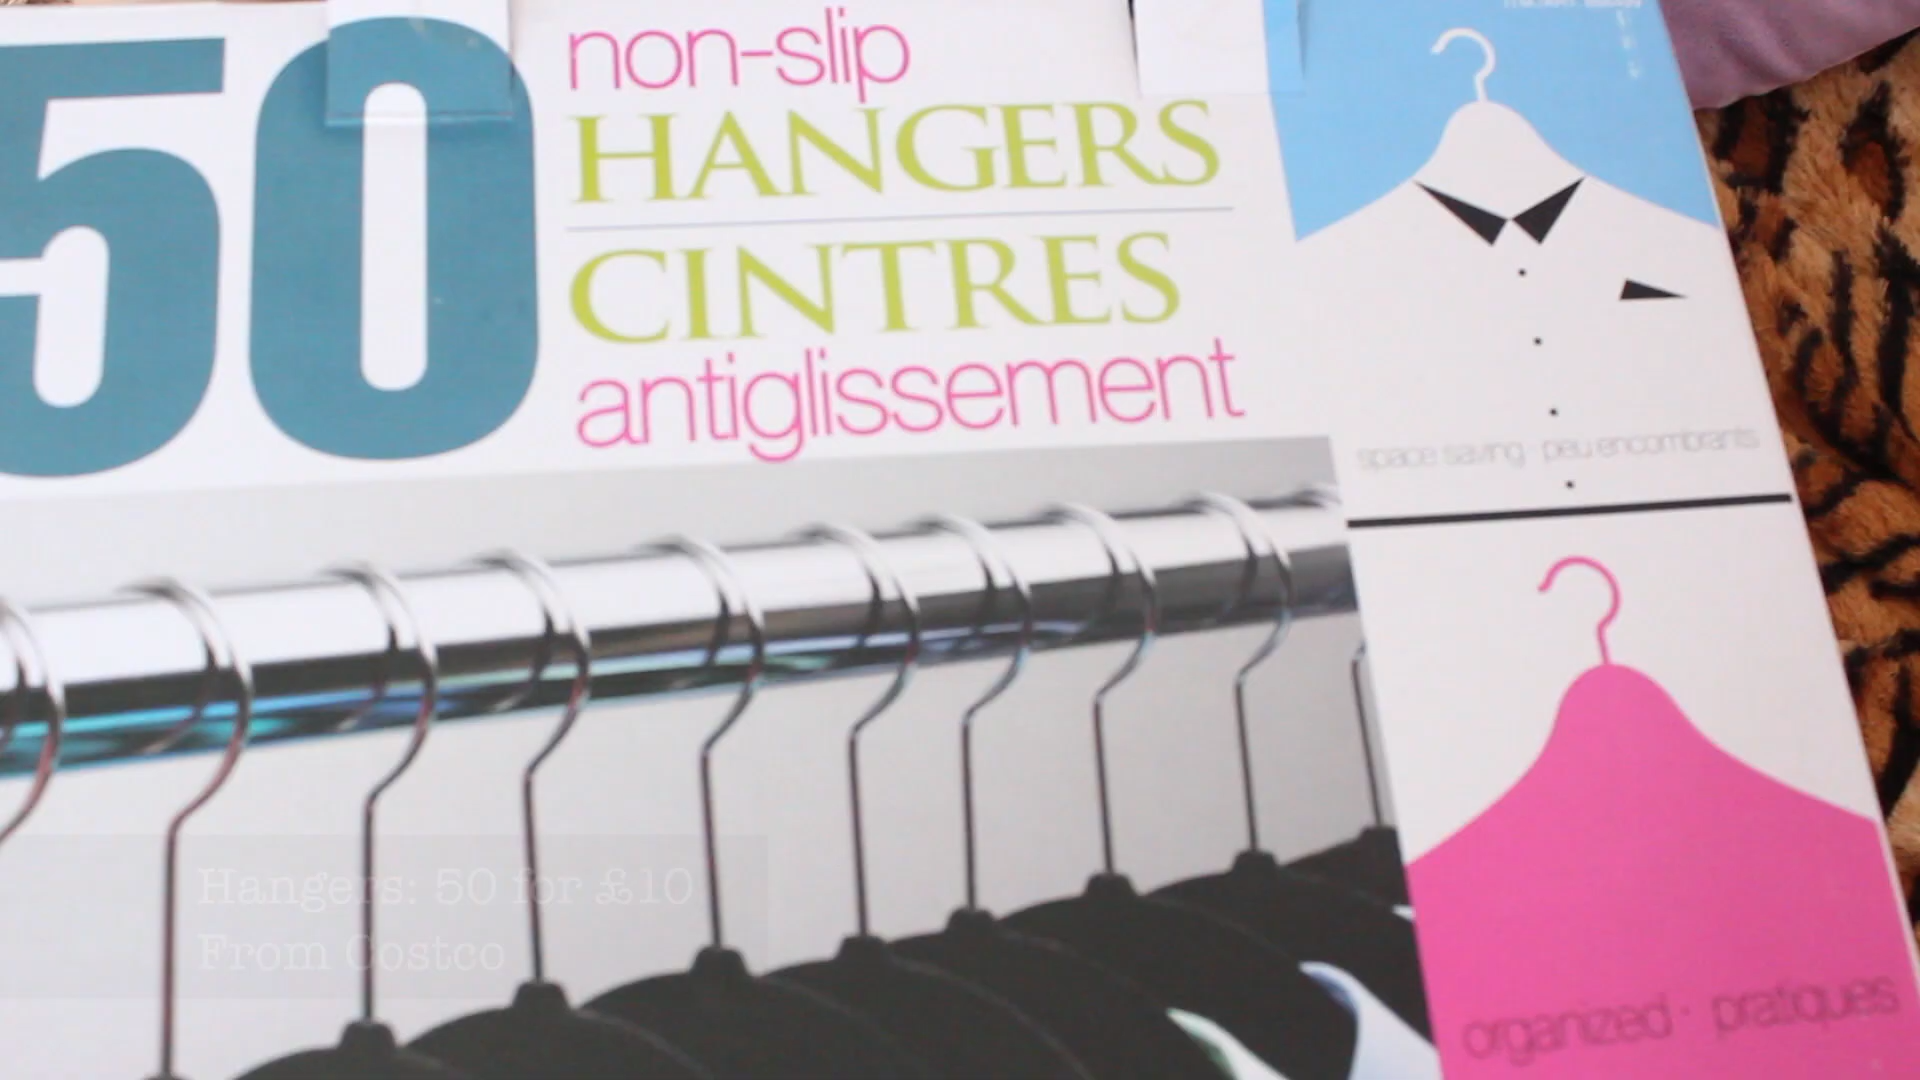 50
non-slip
HANGERS
CINTRES
antiglissement
space saving · peu encombrants
organized · pratiques
Hangers: 50 for £10
From Costco